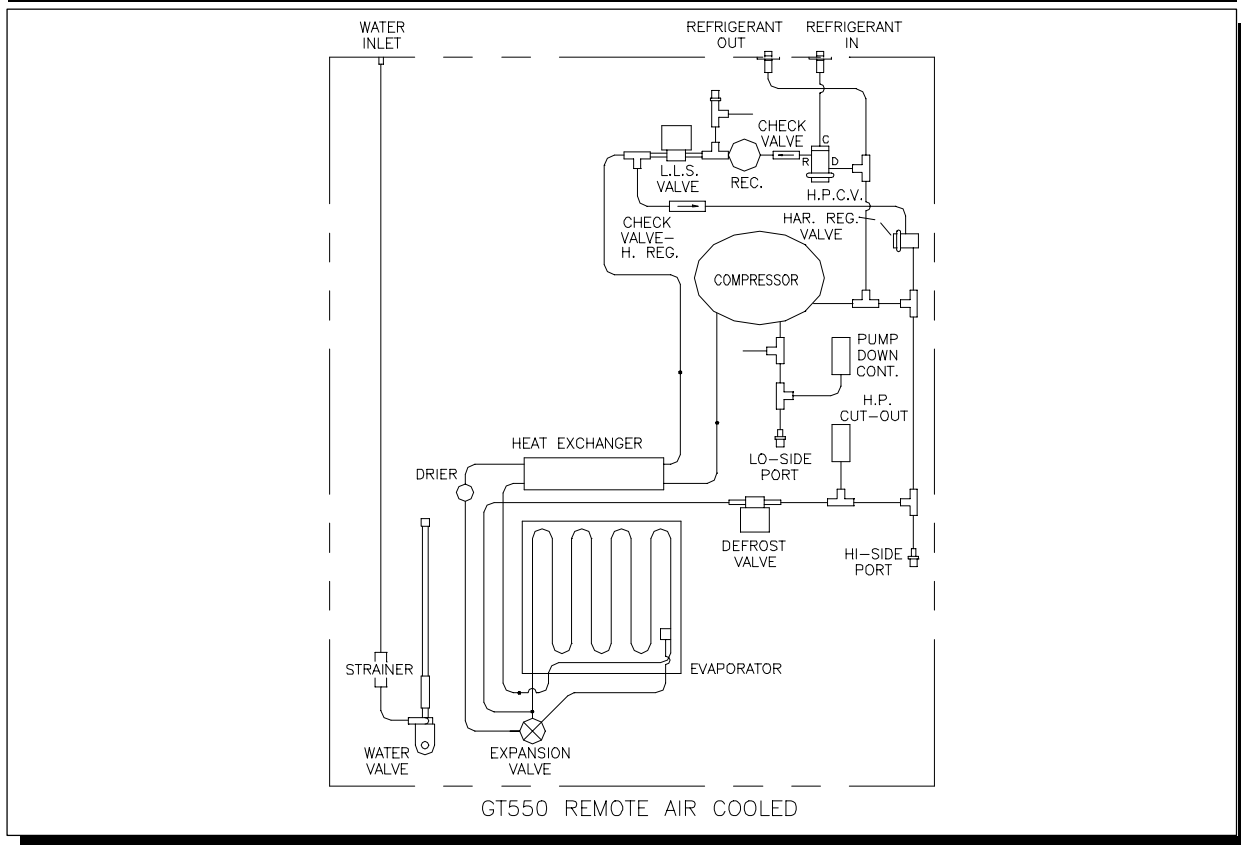 WATER
INLET
REFRIGERANT
OUT
REFRIGERANT
IN
CHECK
VALVE
C
R
D
L.L.S.
VALVE
REC.
H.P.C.V.
CHECK
VALVE-
H. REG.
HAR. REG.
VALVE
COMPRESSOR
PUMP
DOWN
CONT.
H.P.
CUT-OUT
HEAT EXCHANGER
LO-SIDE
PORT
DRIER
DEFROST
VALVE
HI-SIDE
PORT
STRAINER
EVAPORATOR
WATER
VALVE
EXPANSION
VALVE
GT550 REMOTE AIR COOLED